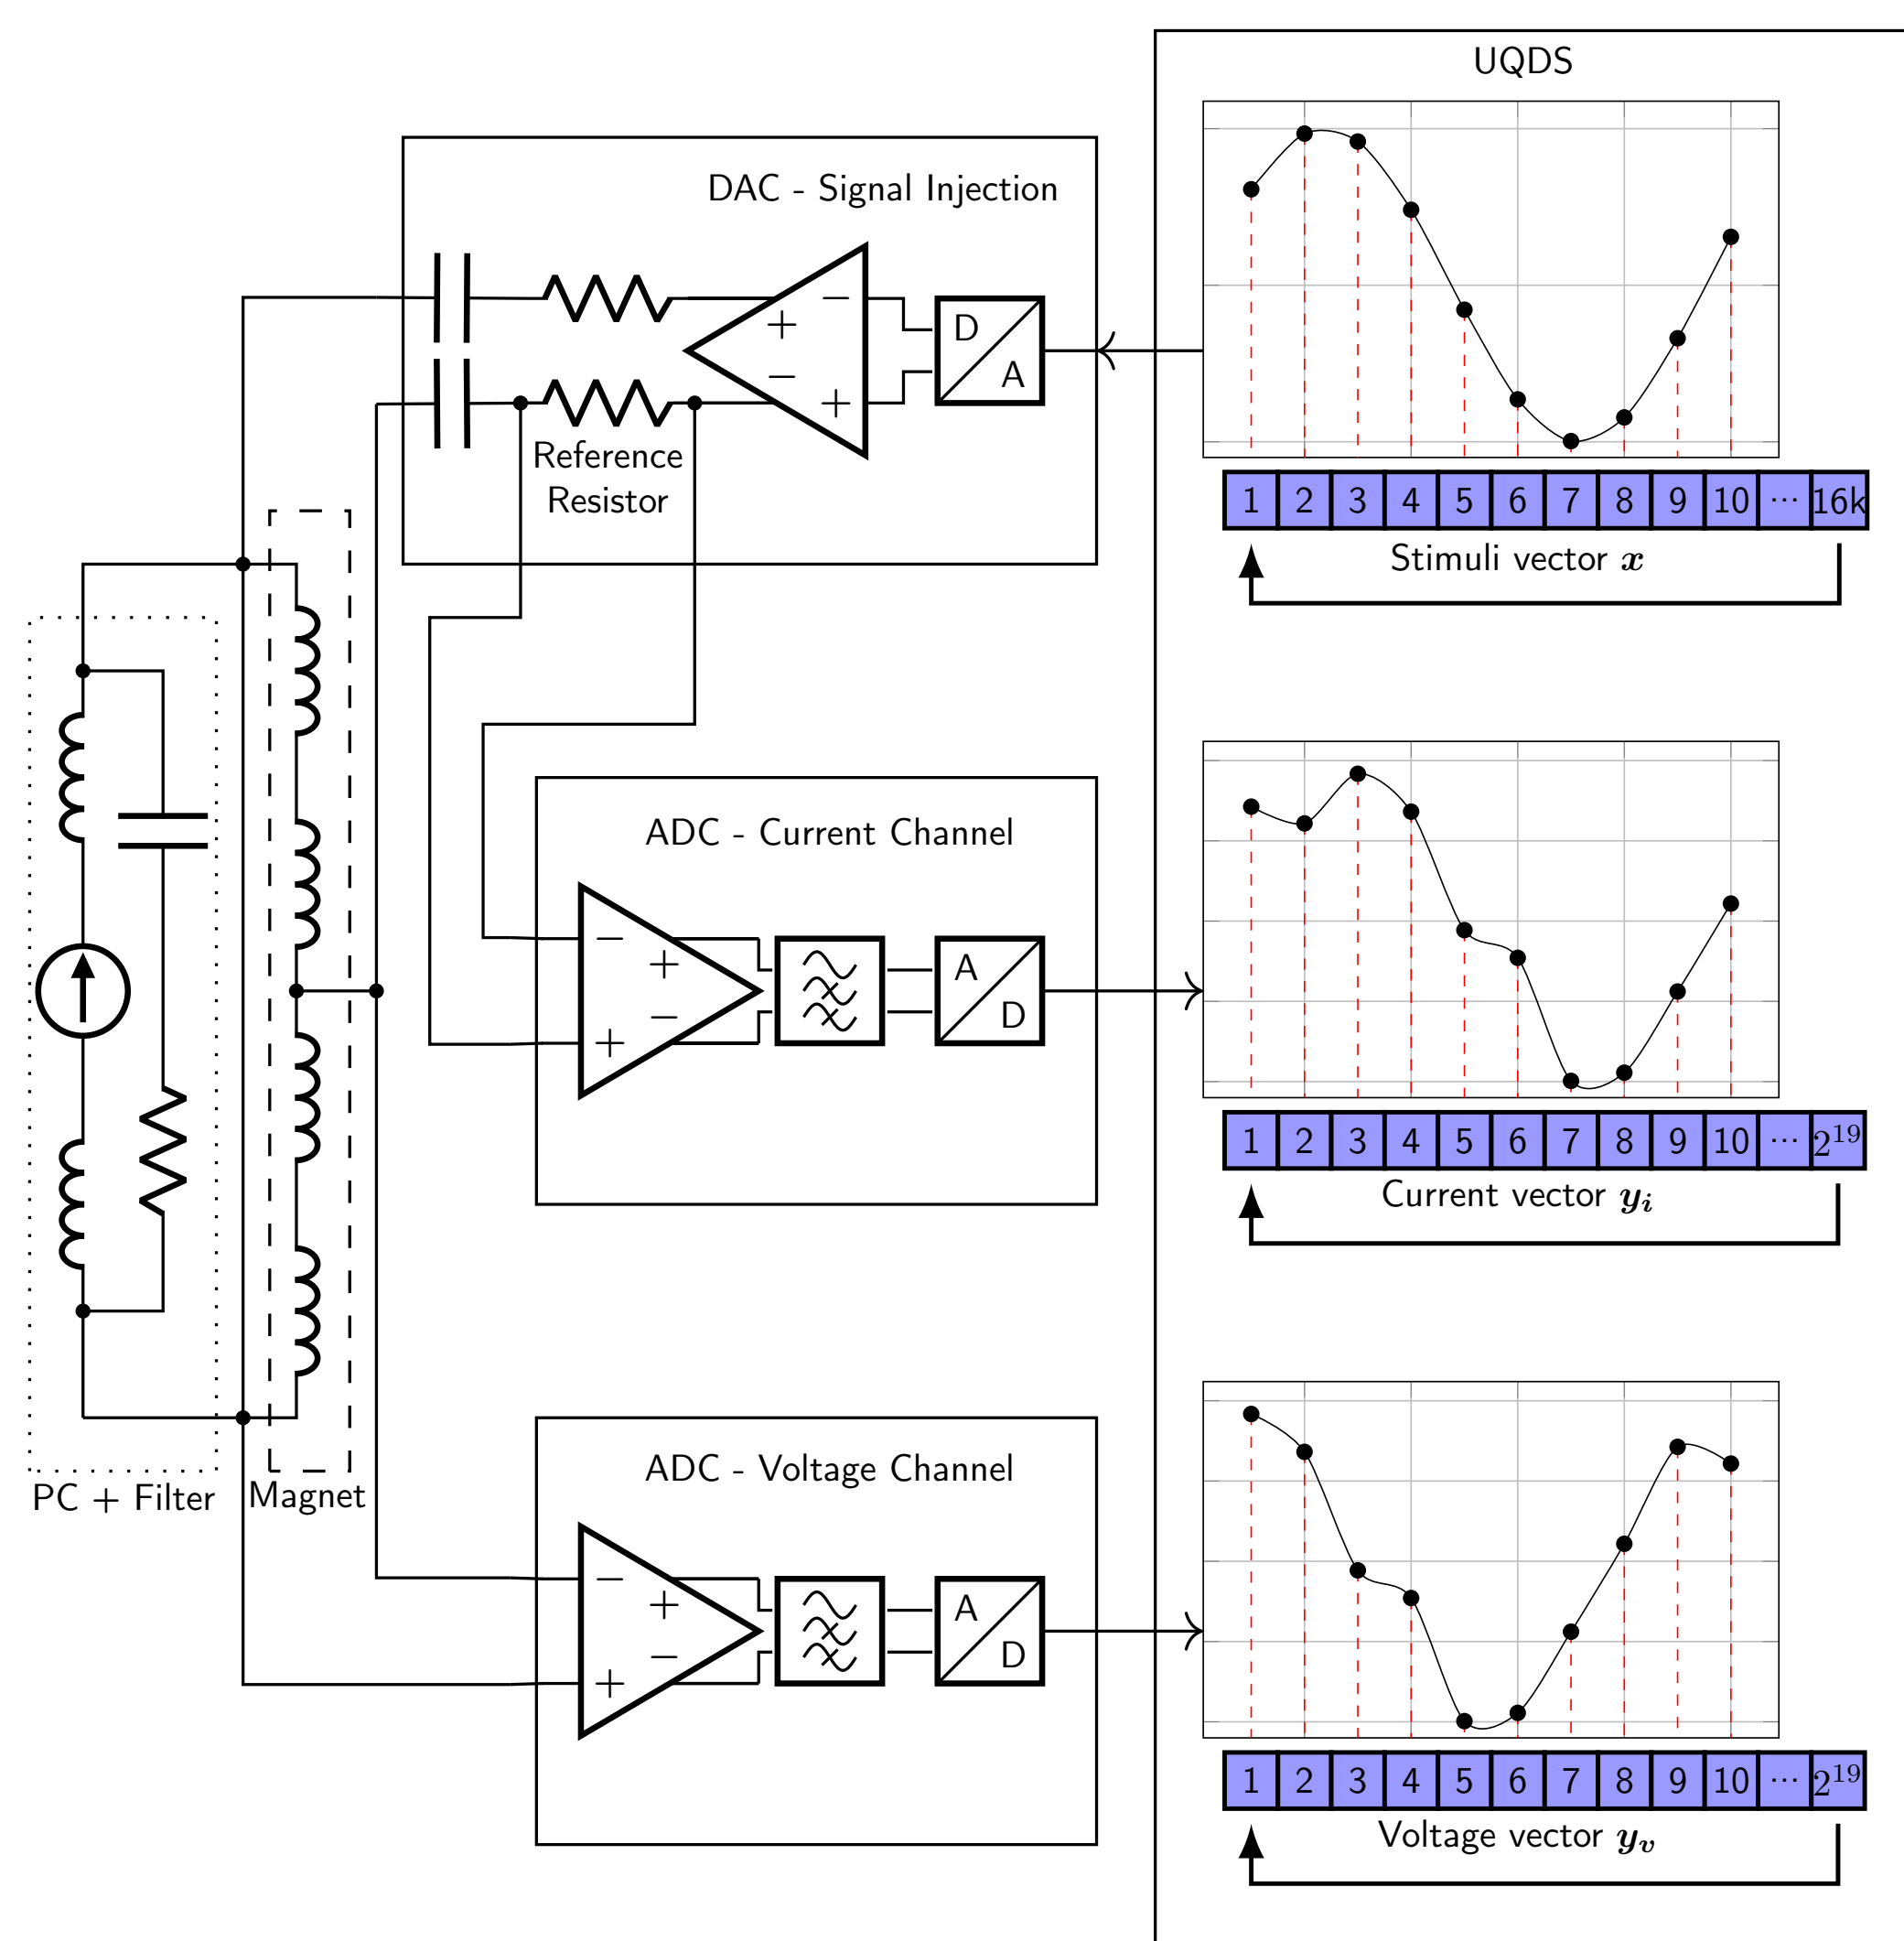 UQDS
DAC - Signal Injection
− + − +
D
A
Reference
Resistor
1 2 3 4 5 6 7 8 9 10 ... 16k
Stimuli vector x
ADC - Current Channel
− + − +
A
D
1 2 3 4 5 6 7 8 9 10 ... 2^19
Current vector y_i
PC + Filter
Magnet
ADC - Voltage Channel
− + − +
A
D
1 2 3 4 5 6 7 8 9 10 ... 2^19
Voltage vector y_v